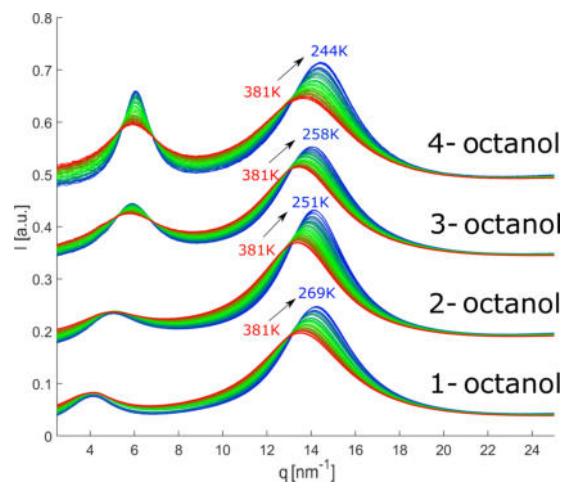 0.8
0.7
0.6
0.5
0.4
0.3
0.2
0.1
0
I [a.u.]
244K
381K
4- octanol
258K
381K
3- octanol
251K
381K
2- octanol
269K
381K
1- octanol
4 6 8 10 12 14 16 18 20 22 24
q [nm⁻¹]